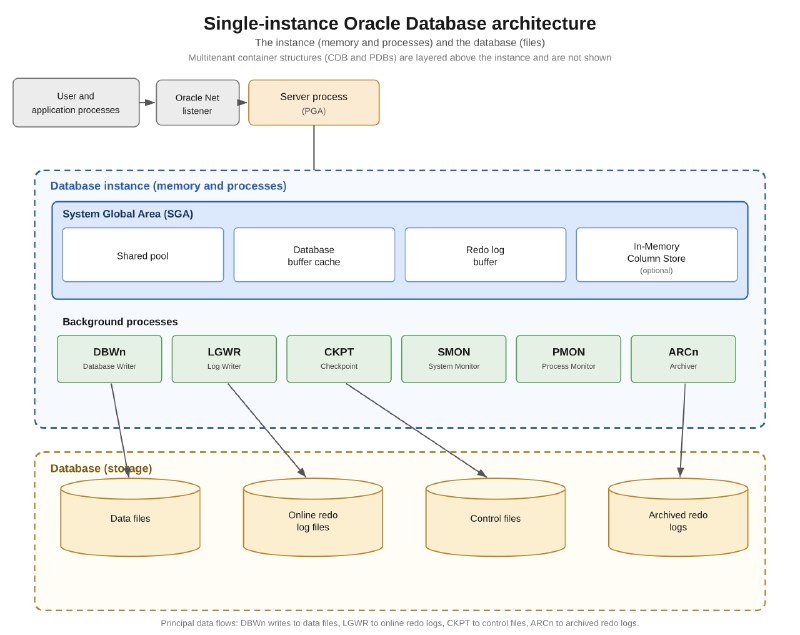 Single-instance Oracle Database architecture
The instance (memory and processes) and the database (files)
Multitenant container structures (CDB and PDBs) are layered above the instance and are not shown
User and
application processes
Oracle Net
listener
Server process
(PGA)
Database instance (memory and processes)
System Global Area (SGA)
Shared pool
Database
buffer cache
Redo log
buffer
In-Memory
Column Store
(optional)
Background processes
DBWn
Database Writer
LGWR
Log Writer
CKPT
Checkpoint
SMON
System Monitor
PMON
Process Monitor
ARCn
Archiver
Database (storage)
Data files
Online redo
log files
Control files
Archived redo
logs
Principal data flows: DBWn writes to data files, LGWR to online redo logs, CKPT to control files, ARCn to archived redo logs.